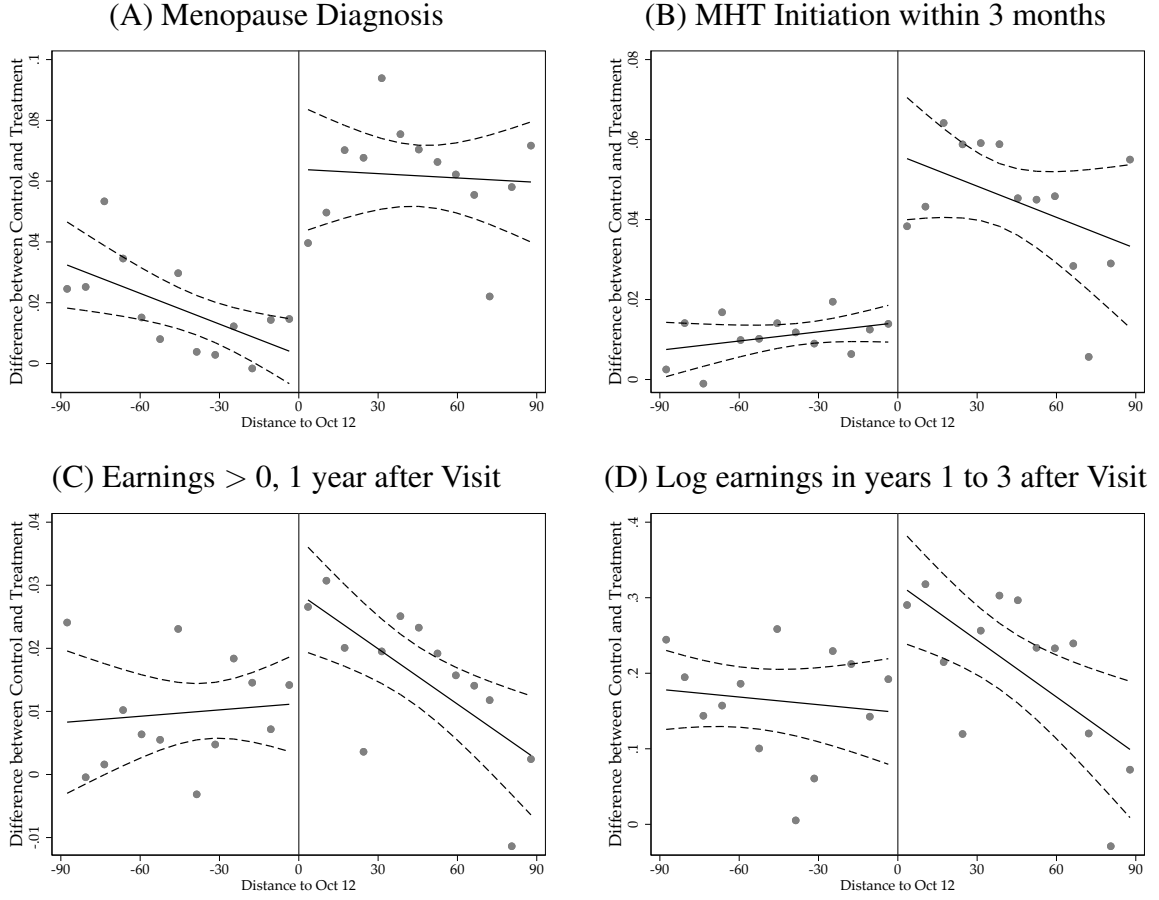 (A) Menopause Diagnosis
Difference between Control and Treatment
0 .02 .04 .06 .08 .1
-90 -60 -30 0 30 60 90
Distance to Oct 12
(B) MHT Initiation within 3 months
Difference between Control and Treatment
0 .02 .04 .06 .08
-90 -60 -30 0 30 60 90
Distance to Oct 12
(C) Earnings > 0, 1 year after Visit
Difference between Control and Treatment
-.01 0 .01 .02 .03 .04
-90 -60 -30 0 30 60 90
Distance to Oct 12
(D) Log earnings in years 1 to 3 after Visit
Difference between Control and Treatment
0 .1 .2 .3 .4
-90 -60 -30 0 30 60 90
Distance to Oct 12